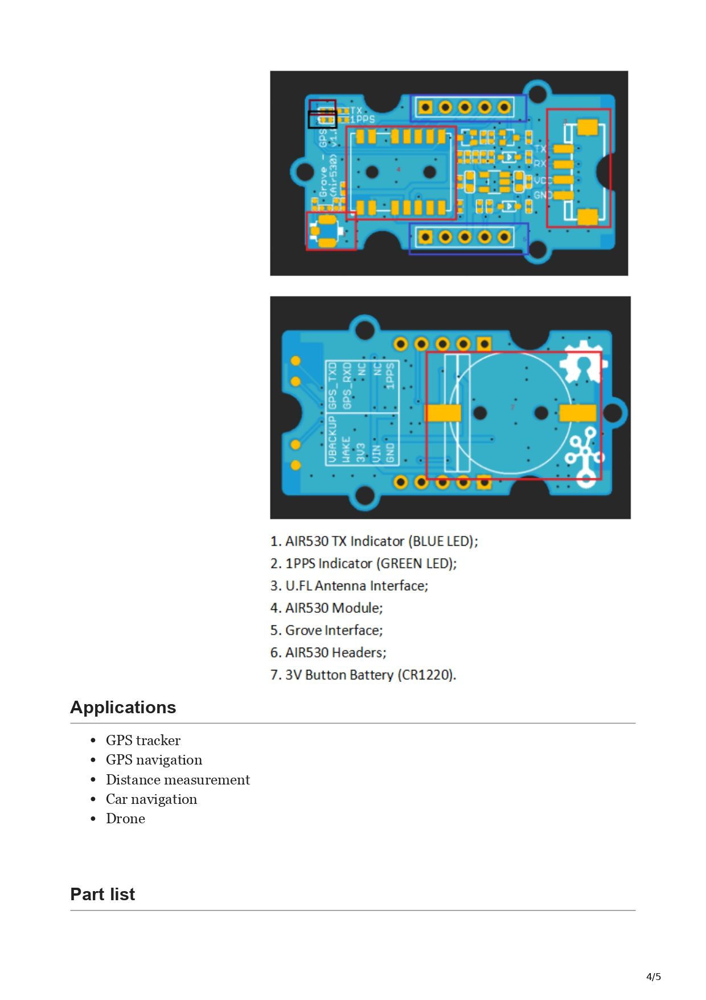 TX
1PPS
Grove - GPS
(Air530) v1.
4
TX
RX
VCC
GND
GPS_TXD
GPS_RXD
NC
NC
1PPS
VBACKUP
WAKE
3V3
VIN
GND
7
1. AIR530 TX Indicator (BLUE LED);
2. 1PPS Indicator (GREEN LED);
3. U.FL Antenna Interface;
4. AIR530 Module;
5. Grove Interface;
6. AIR530 Headers;
7. 3V Button Battery (CR1220).
Applications
• GPS tracker
• GPS navigation
• Distance measurement
• Car navigation
• Drone
Part list
4/5